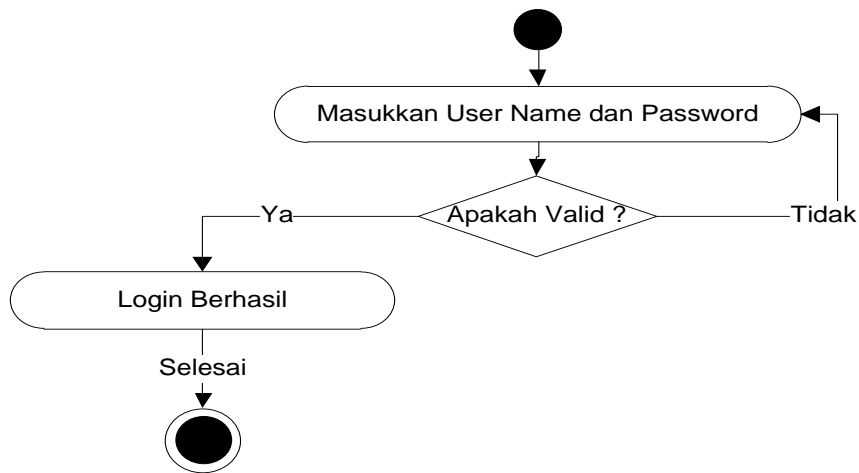 Masukkan User Name dan Password
Apakah Valid ?
Ya
Tidak
Login Berhasil
Selesai